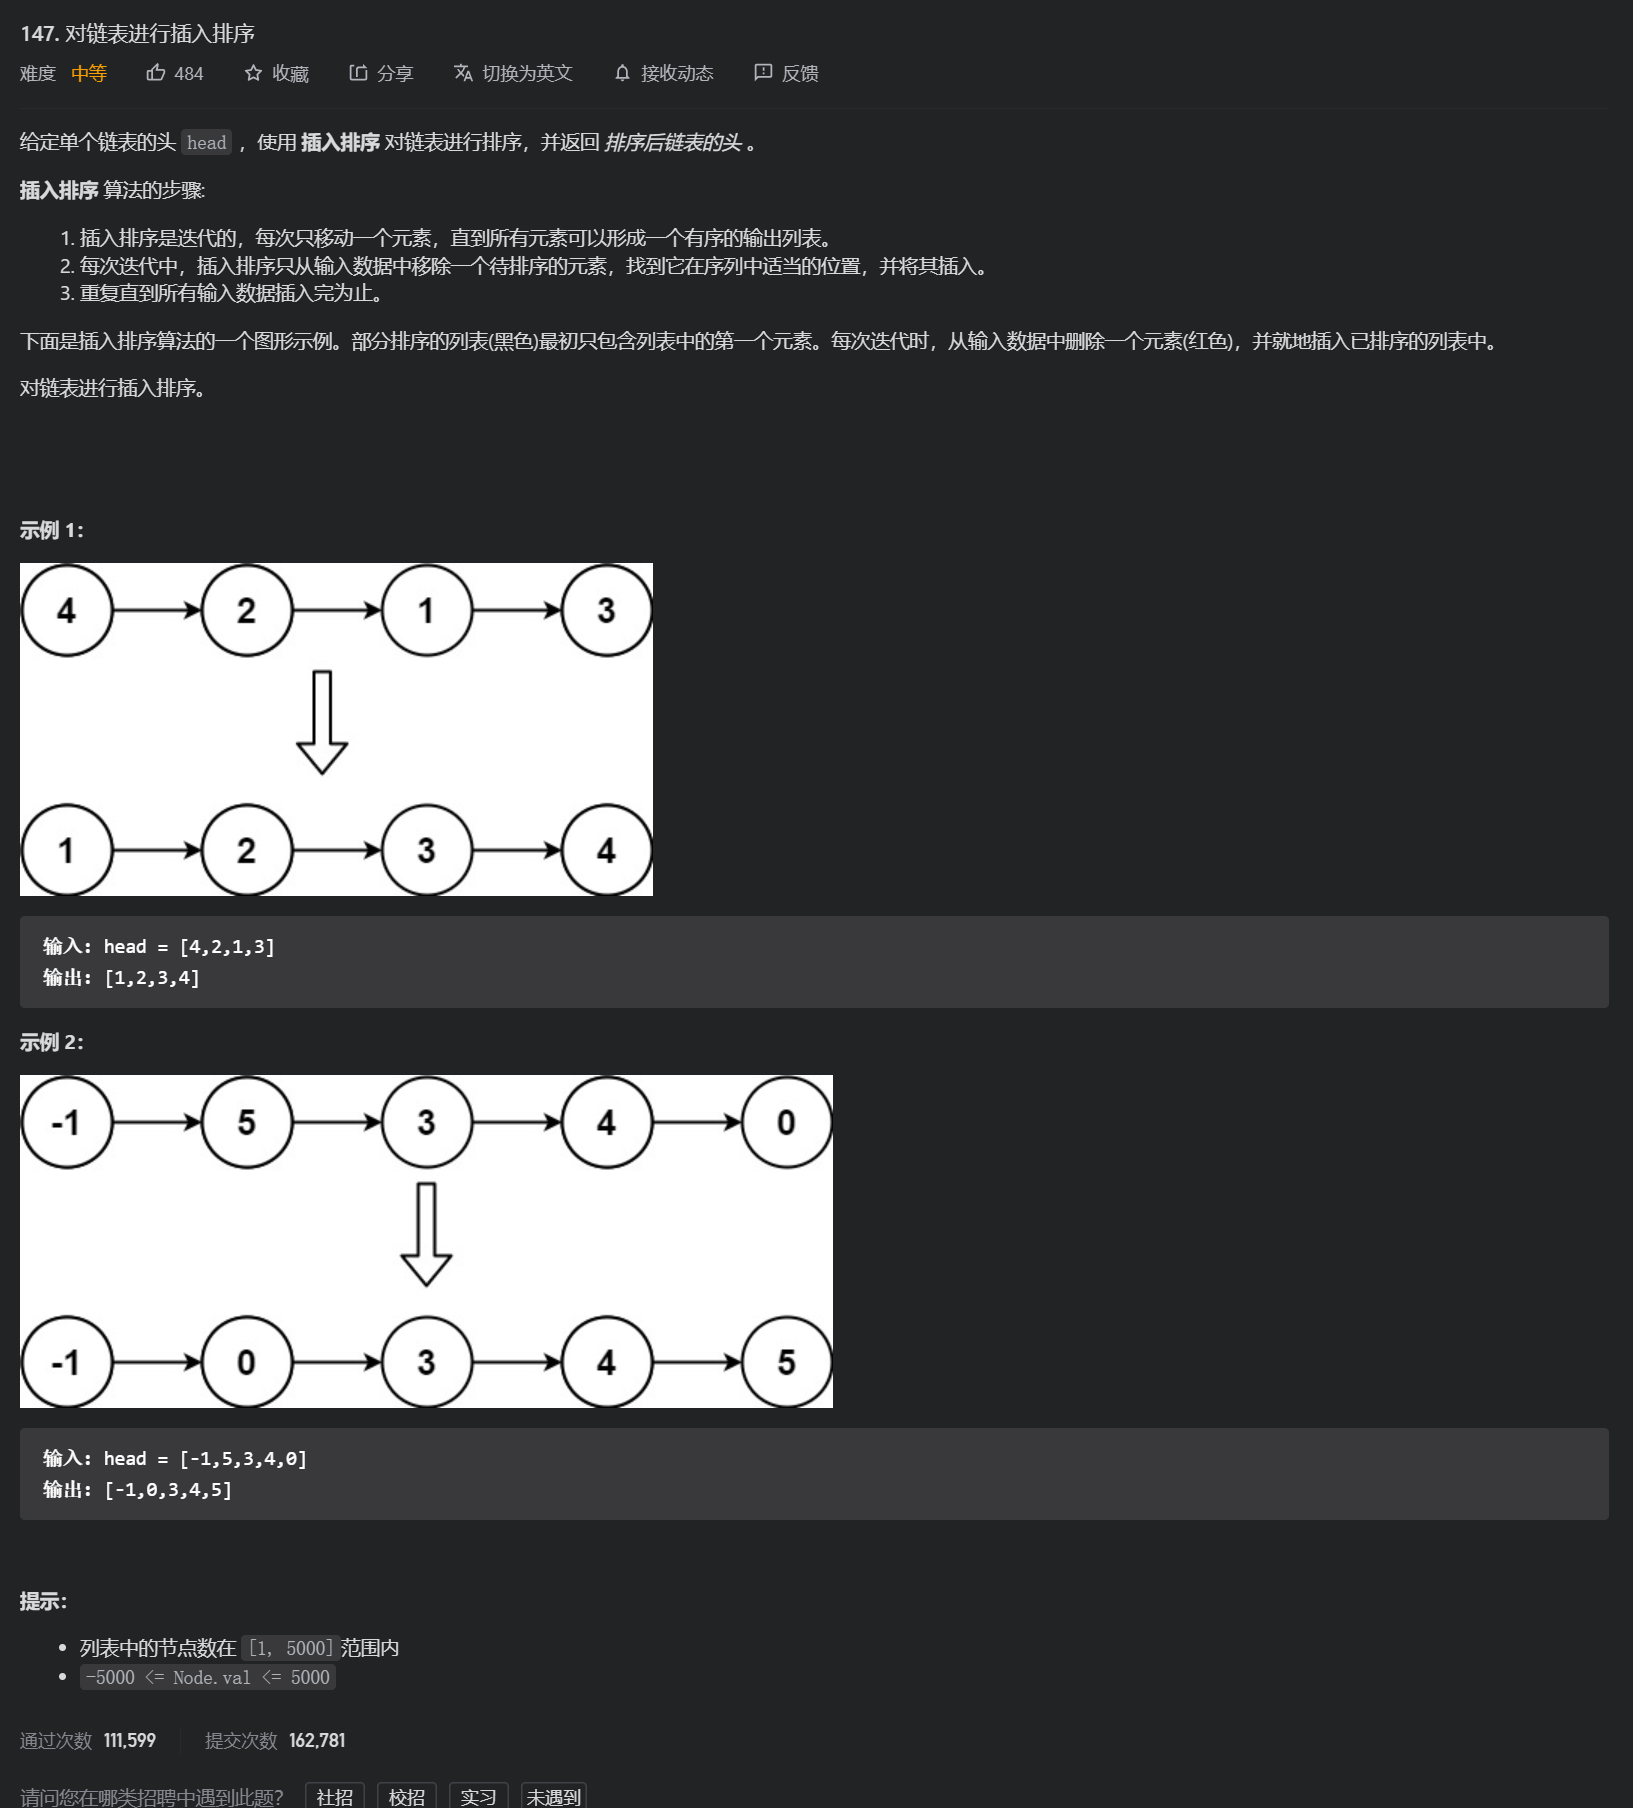 147. 对链表进行插入排序
难度 中等 484 收藏 分享 切换为英文 接收动态 反馈
给定单个链表的头 head ，使用 插入排序 对链表进行排序，并返回 排序后链表的头 。
插入排序 算法的步骤:
1. 插入排序是迭代的，每次只移动一个元素，直到所有元素可以形成一个有序的输出列表。
2. 每次迭代中，插入排序只从输入数据中移除一个待排序的元素，找到它在序列中适当的位置，并将其插入。
3. 重复直到所有输入数据插入完为止。
下面是插入排序算法的一个图形示例。部分排序的列表(黑色)最初只包含列表中的第一个元素。每次迭代时，从输入数据中删除一个元素(红色)，并就地插入已排序的列表中。
对链表进行插入排序。
示例 1：
4 2 1 3
1 2 3 4
输入：head = [4,2,1,3]
输出：[1,2,3,4]
示例 2：
-1 5 3 4 0
-1 0 3 4 5
输入：head = [-1,5,3,4,0]
输出：[-1,0,3,4,5]
提示：
列表中的节点数在 [1, 5000]范围内
-5000 <= Node.val <= 5000
通过次数 111,599 提交次数 162,781
请问您在哪类招聘中遇到此题？ 社招 校招 实习 未遇到